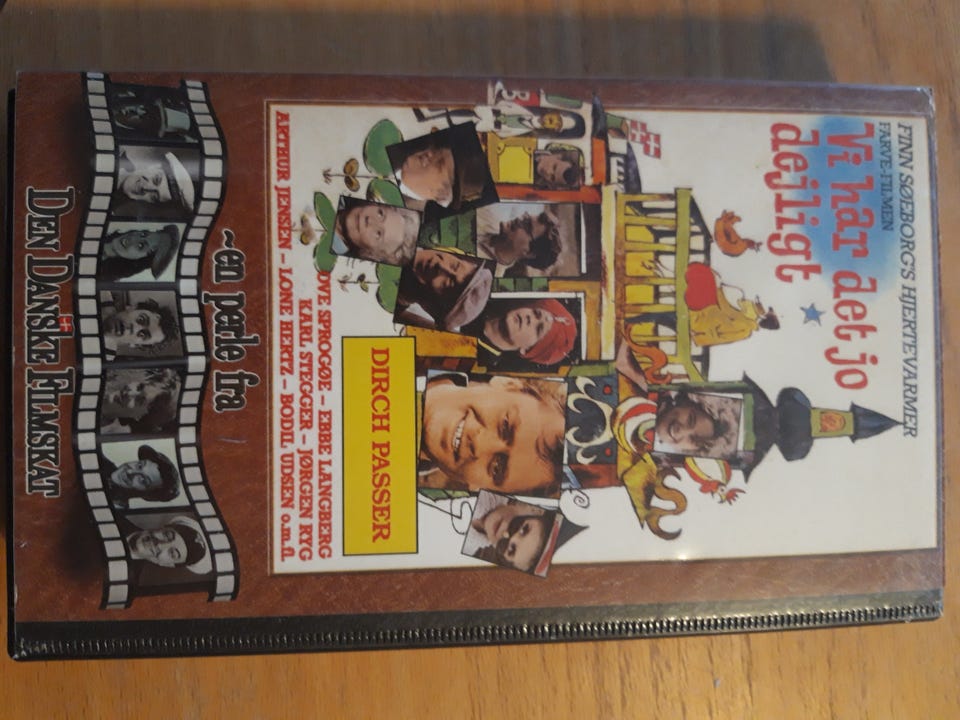 FINN SØEBORG'S HJERTEVARMER
FARVE-FILMEN
Vi har det jo
dejligt
DIRCH PASSER
OVE SPROGØE – EBBE LANGBERG
KARL STEGGER – JØRGEN RYG
ARTHUR JENSEN – LONE HERTZ – BODIL UDSEN o.m.fl.
~en perle fra
DEN DANSKE FILMSKAT